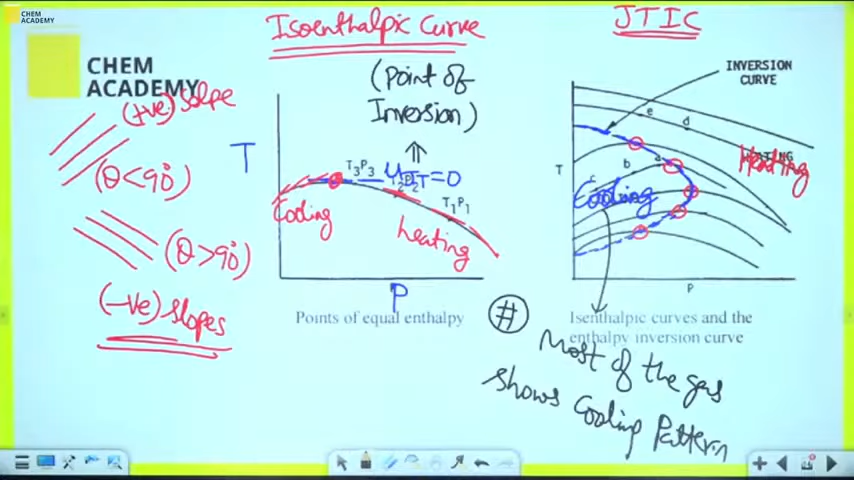 CHEM
ACADEMY
CHEM
ACADEMY
Isoenthalpic Curve
JTIC
(+ve) Solpe
(θ<90°)
(θ>90°)
(-ve) Slopes
(Point of
Inversion)
⇑
μJT=0
T
T3P3
T2P2
T1P1
Cooling
heating
P
Points of equal enthalpy
INVERSION
CURVE
e
d
b
a
c
T
Heating
Cooling
P
Isenthalpic curves and the
enthalpy inversion curve
# Most of the gas
shows Cooling Pattern